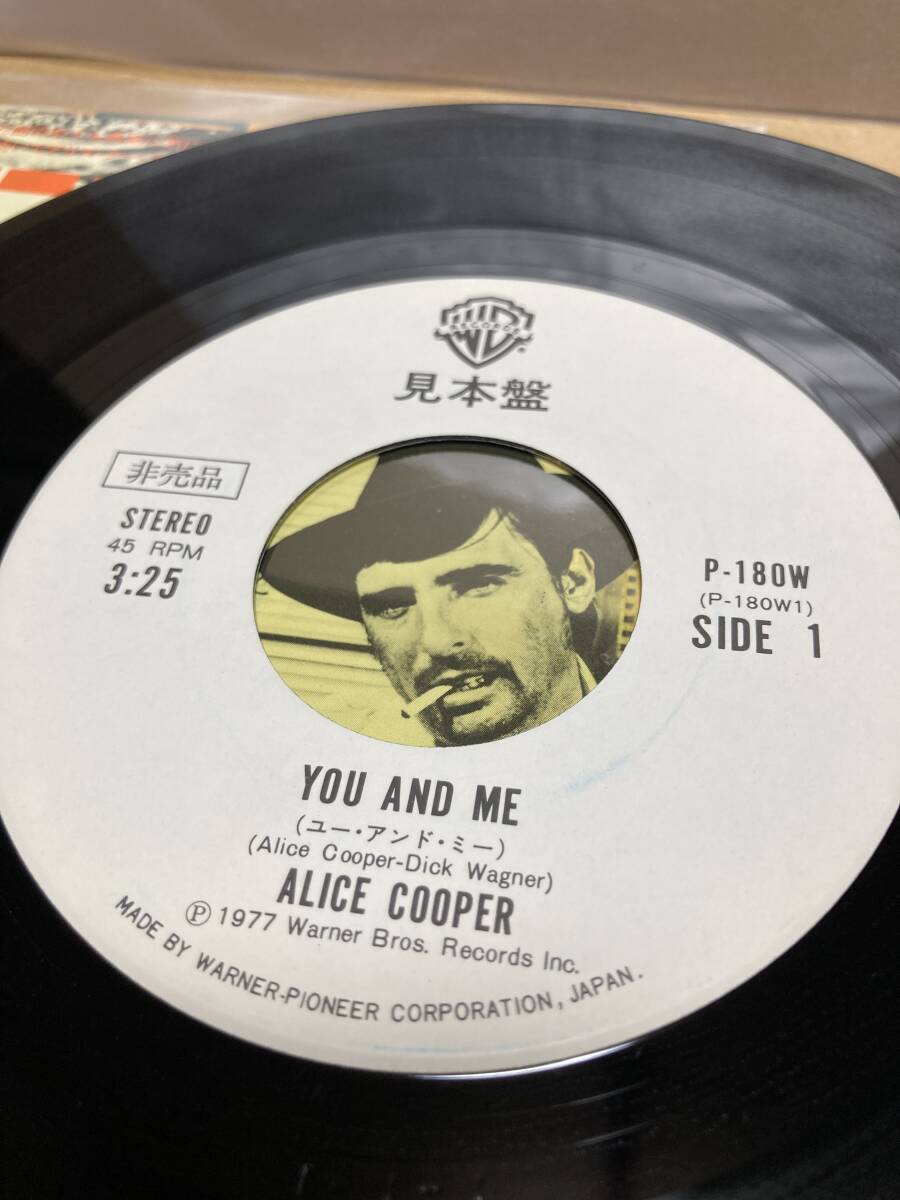 RECORDS
見本盤
非売品
STEREO
45 RPM
3:25
P-180W
(P-180W1)
SIDE 1
YOU AND ME
(ユー・アンド・ミー)
(Alice Cooper-Dick Wagner)
ALICE COOPER
Ⓟ 1977 Warner Bros. Records Inc.
MADE BY WARNER-PIONEER CORPORATION, JAPAN.